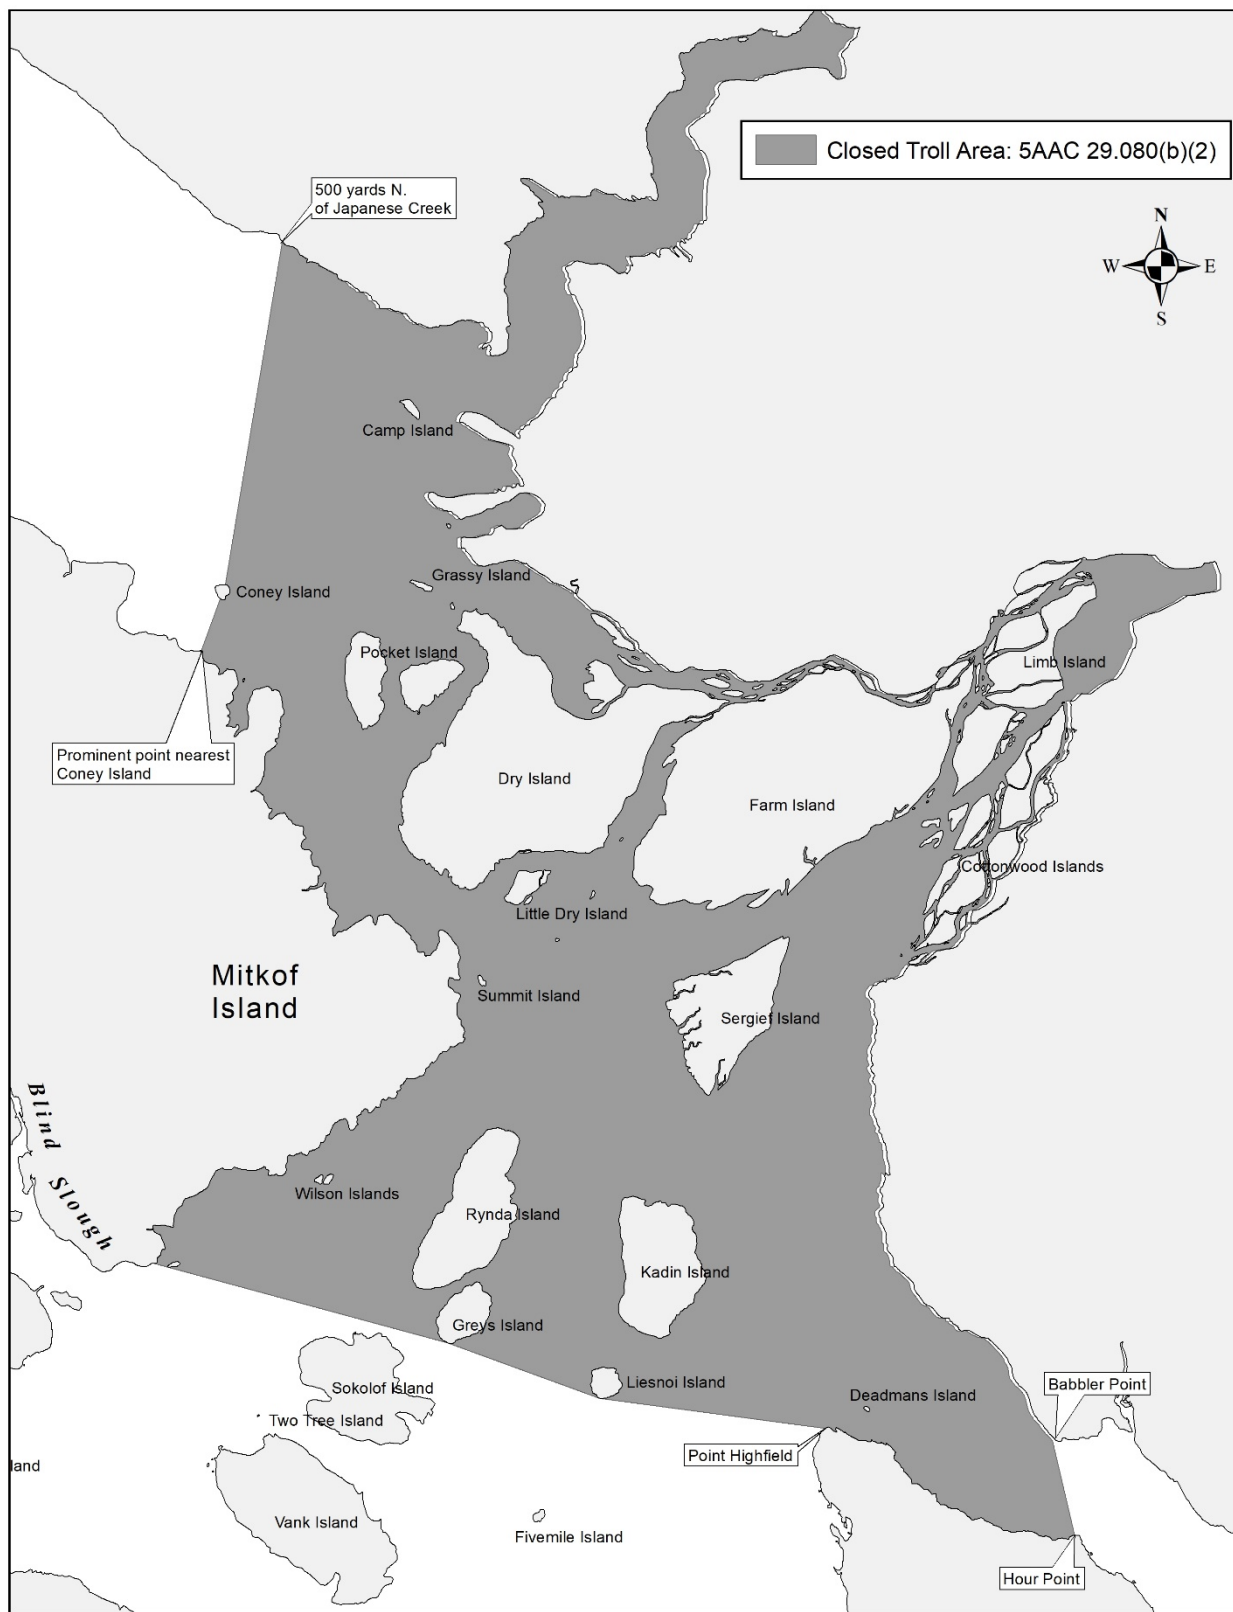 Closed Troll Area: 5AAC 29.080(b)(2)
500 yards N.
of Japanese Creek
N
W
E
S
Camp Island
Grassy Island
Coney Island
Pocket Island
Limb Island
Prominent point nearest
Coney Island
Dry Island
Farm Island
Cottonwood Islands
Little Dry Island
Mitkof
Island
Summit Island
Sergief Island
Blind Slough
Wilson Islands
Rynda Island
Kadin Island
Greys Island
Sokolof Island
Liesnoi Island
Deadmans Island
Babbler Point
Two Tree Island
Point Highfield
land
Vank Island
Fivemile Island
Hour Point